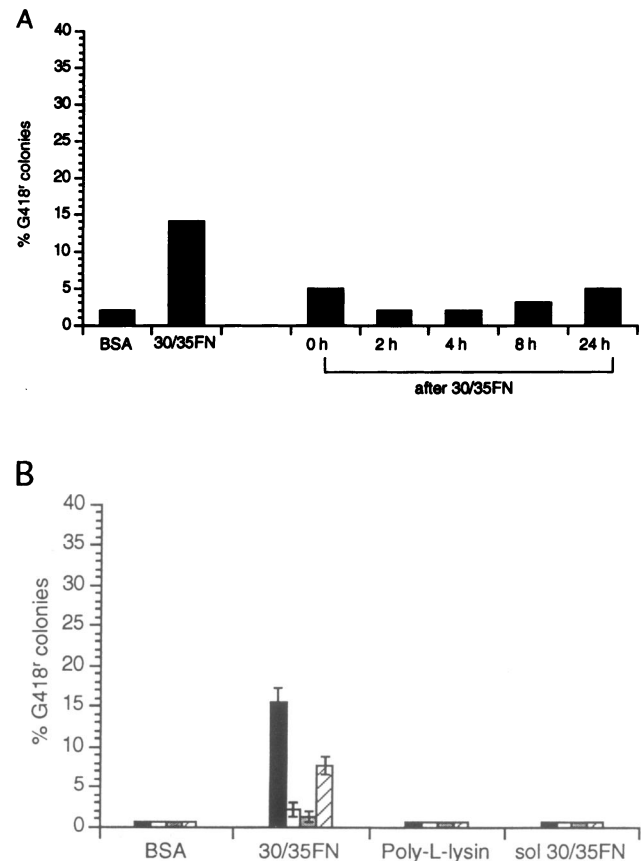 A
% G418r colonies
40
35
30
25
20
15
10
5
0
BSA
30/35FN
0 h
2 h
4 h
8 h
24 h
after 30/35FN
B
% G418r colonies
40
35
30
25
20
15
10
5
0
BSA
30/35FN
Poly-L-lysin
sol 30/35FN